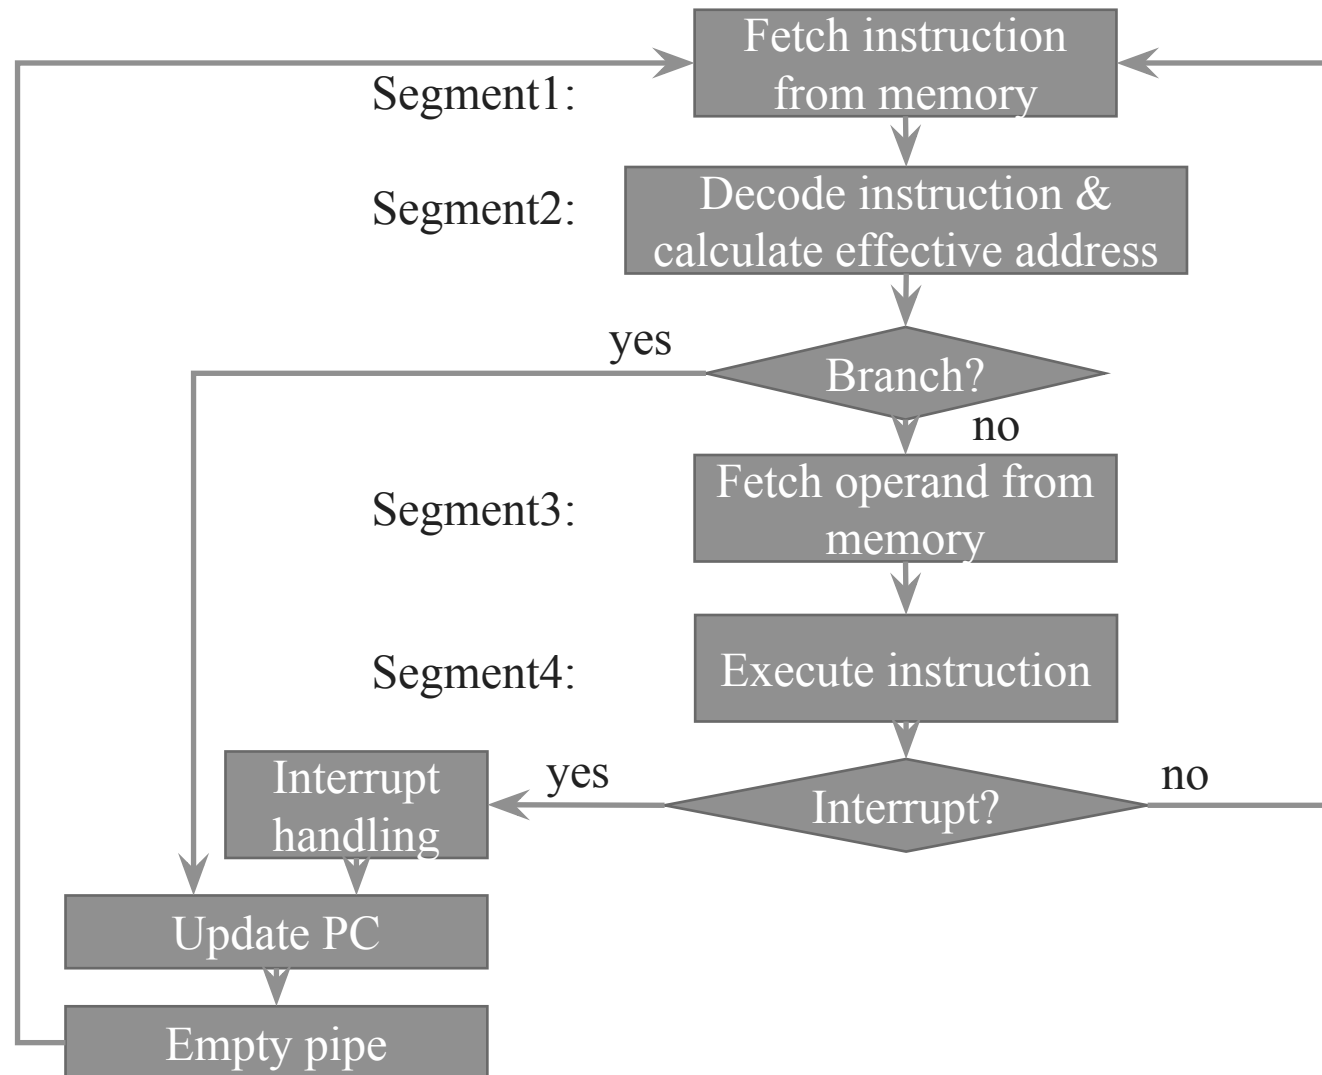 Fetch instruction
from memory
Segment1:
Decode instruction &
calculate effective address
Segment2:
yes
Branch?
no
Fetch operand from
memory
Segment3:
Segment4:
Execute instruction
Interrupt
handling
yes
Interrupt?
no
Update PC
Empty pipe